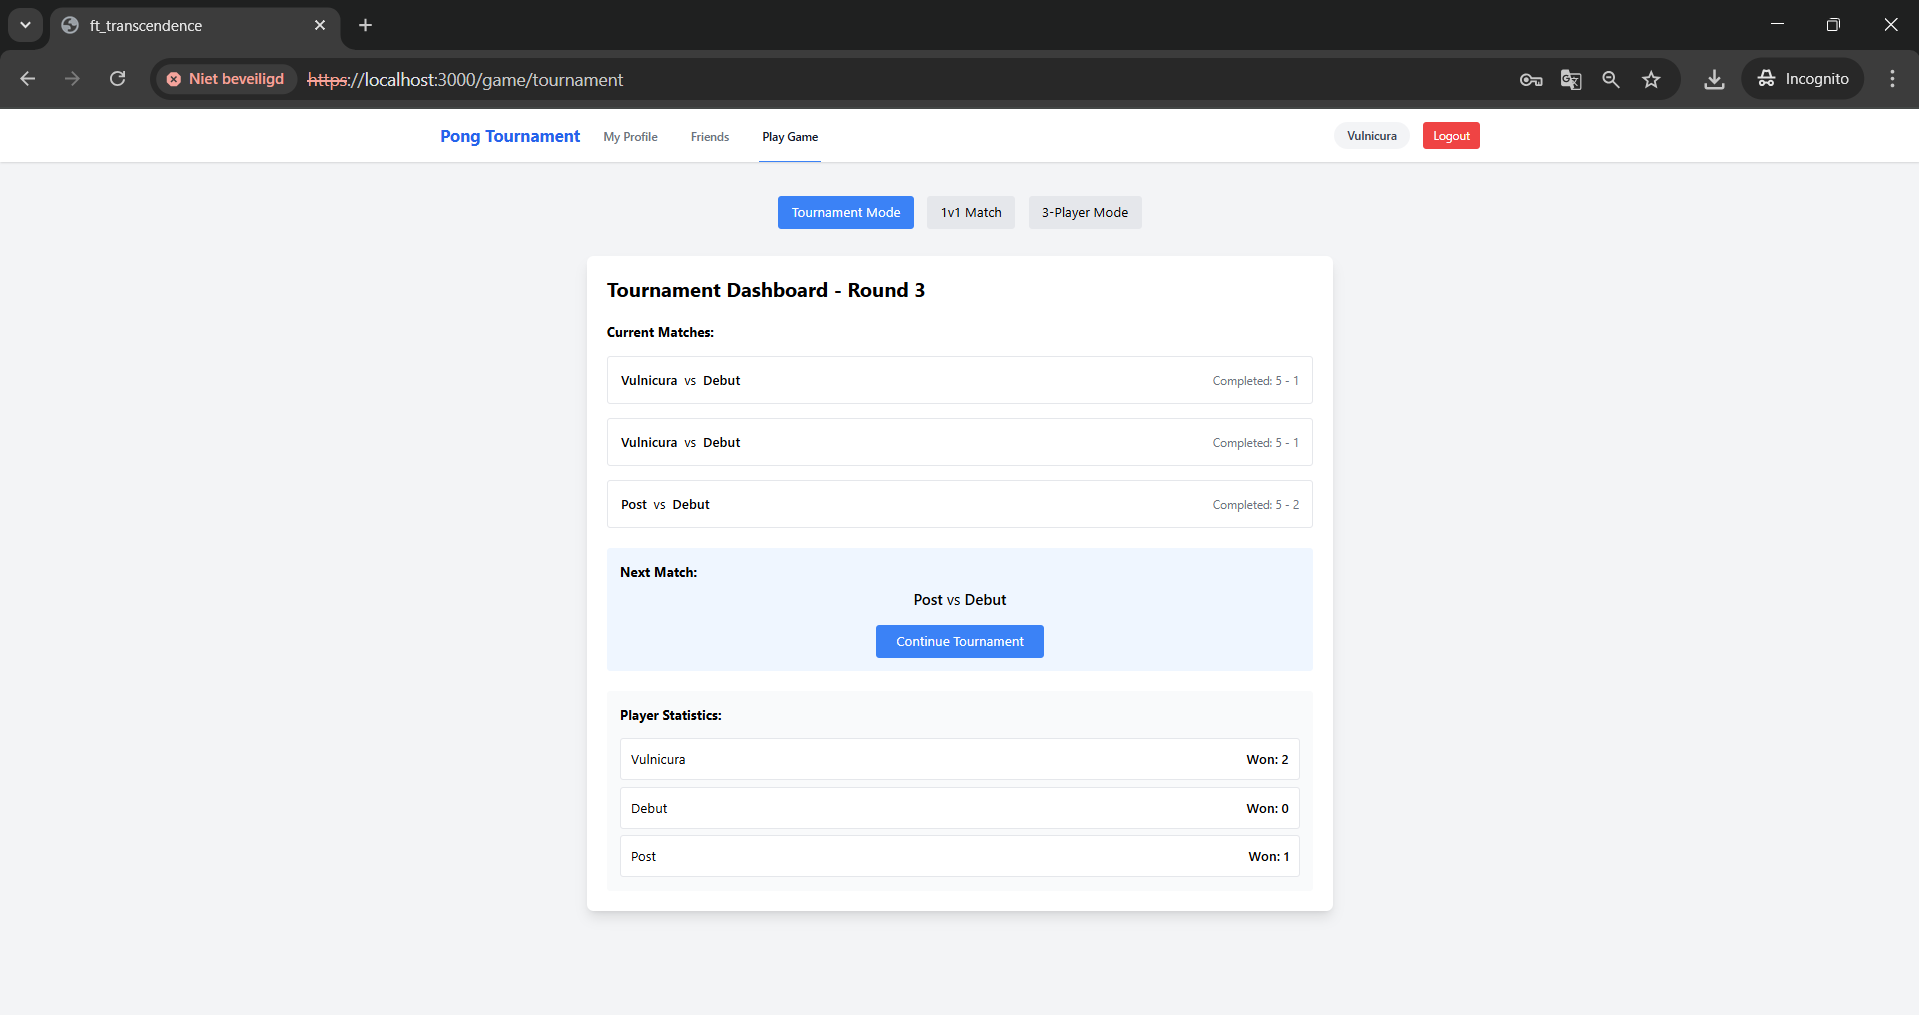 ft_transcendence
Niet beveiligd https://localhost:3000/game/tournament Incognito
Pong Tournament My Profile Friends Play Game Vulnicura Logout
Tournament Mode 1v1 Match 3-Player Mode
Tournament Dashboard - Round 3
Current Matches:
Vulnicura vs Debut Completed: 5 - 1
Vulnicura vs Debut Completed: 5 - 1
Post vs Debut Completed: 5 - 2
Next Match:
Post vs Debut
Continue Tournament
Player Statistics:
Vulnicura Won: 2
Debut Won: 0
Post Won: 1